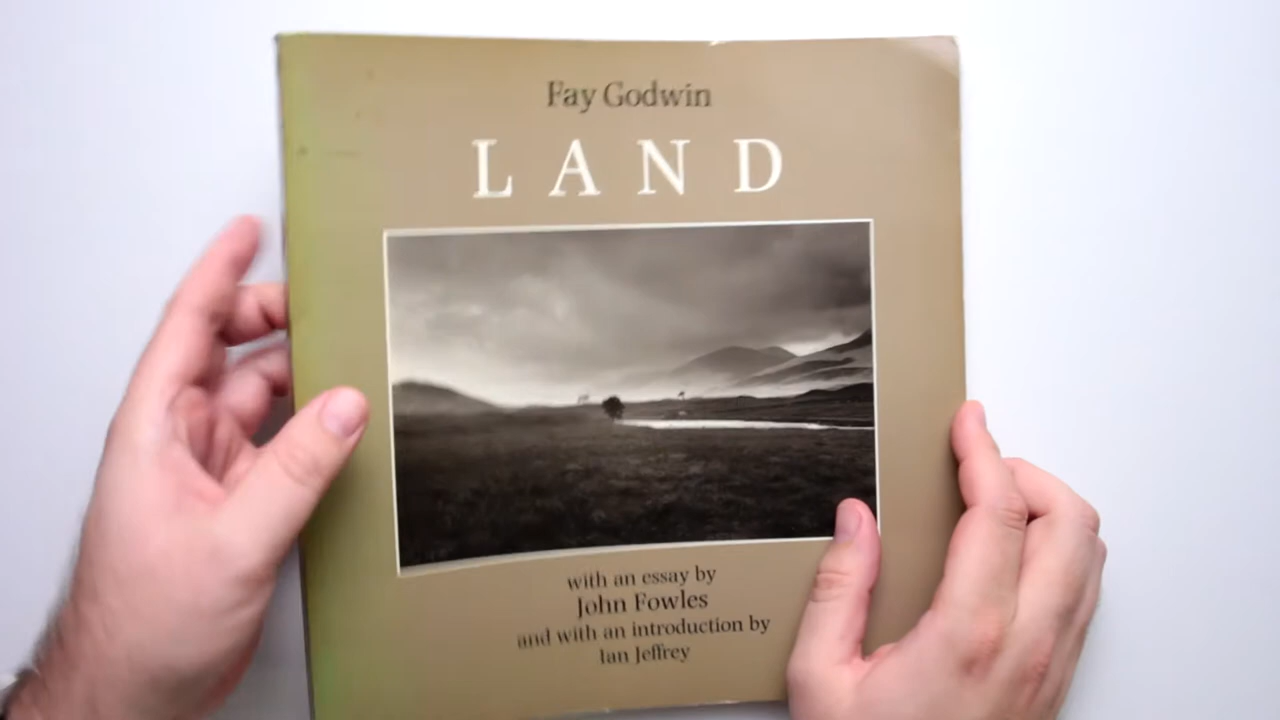 Fay Godwin
LAND
with an essay by
John Fowles
and with an introduction by
Ian Jeffrey